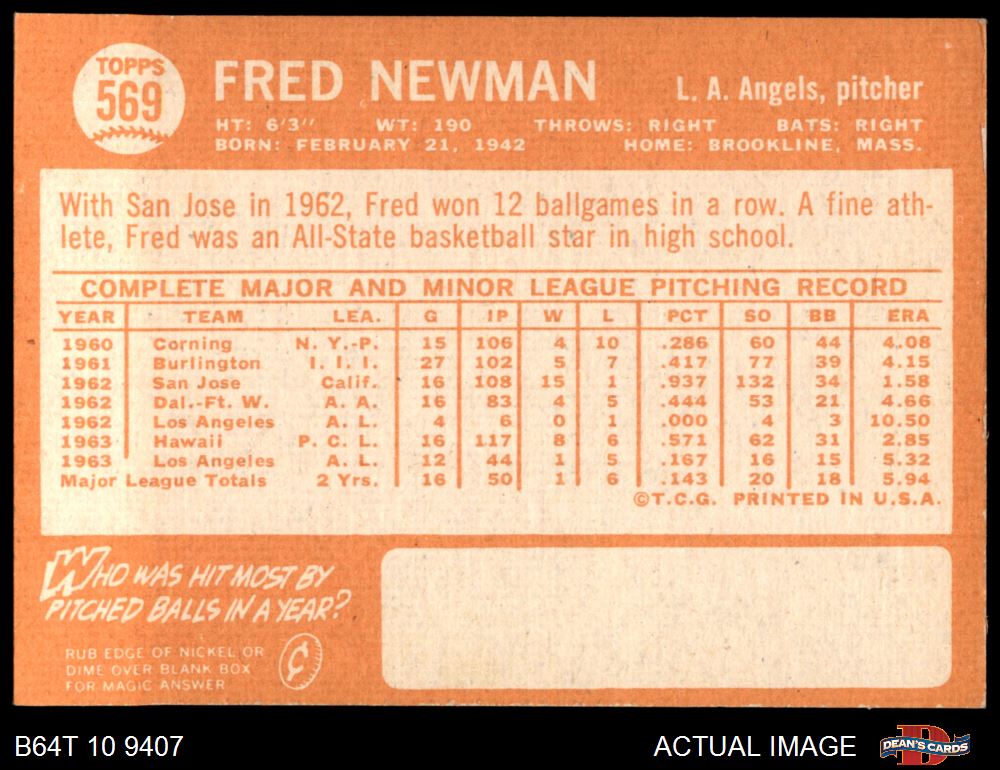 TOPPS
569
FRED NEWMAN
L. A. Angels, pitcher
HT: 6'3" WT: 190 THROWS: RIGHT BATS: RIGHT
BORN: FEBRUARY 21, 1942 HOME: BROOKLINE, MASS.
With San Jose in 1962, Fred won 12 ballgames in a row. A fine ath-
lete, Fred was an All-State basketball star in high school.
COMPLETE MAJOR AND MINOR LEAGUE PITCHING RECORD
YEAR TEAM LEA. G IP W L PCT SO BB ERA
1960 Corning N. Y.-P. 15 106 4 10 .286 60 44 4.08
1961 Burlington I. I. I. 27 102 5 7 .417 77 39 4.15
1962 San Jose Calif. 16 108 15 1 .937 132 34 1.58
1962 Dal.-Ft. W. A. A. 16 83 4 5 .444 53 21 4.66
1962 Los Angeles A. L. 4 6 0 1 .000 4 3 10.50
1963 Hawaii P. C. L. 16 117 8 6 .571 62 31 2.85
1963 Los Angeles A. L. 12 44 1 5 .167 16 15 5.32
Major League Totals 2 Yrs. 16 50 1 6 .143 20 18 5.94
©T.C.G. PRINTED IN U.S.A.
WHO WAS HIT MOST BY
PITCHED BALLS IN A YEAR?
RUB EDGE OF NICKEL OR
DIME OVER BLANK BOX
FOR MAGIC ANSWER
¢
B64T 10 9407
ACTUAL IMAGE
D
DEAN'S CARDS